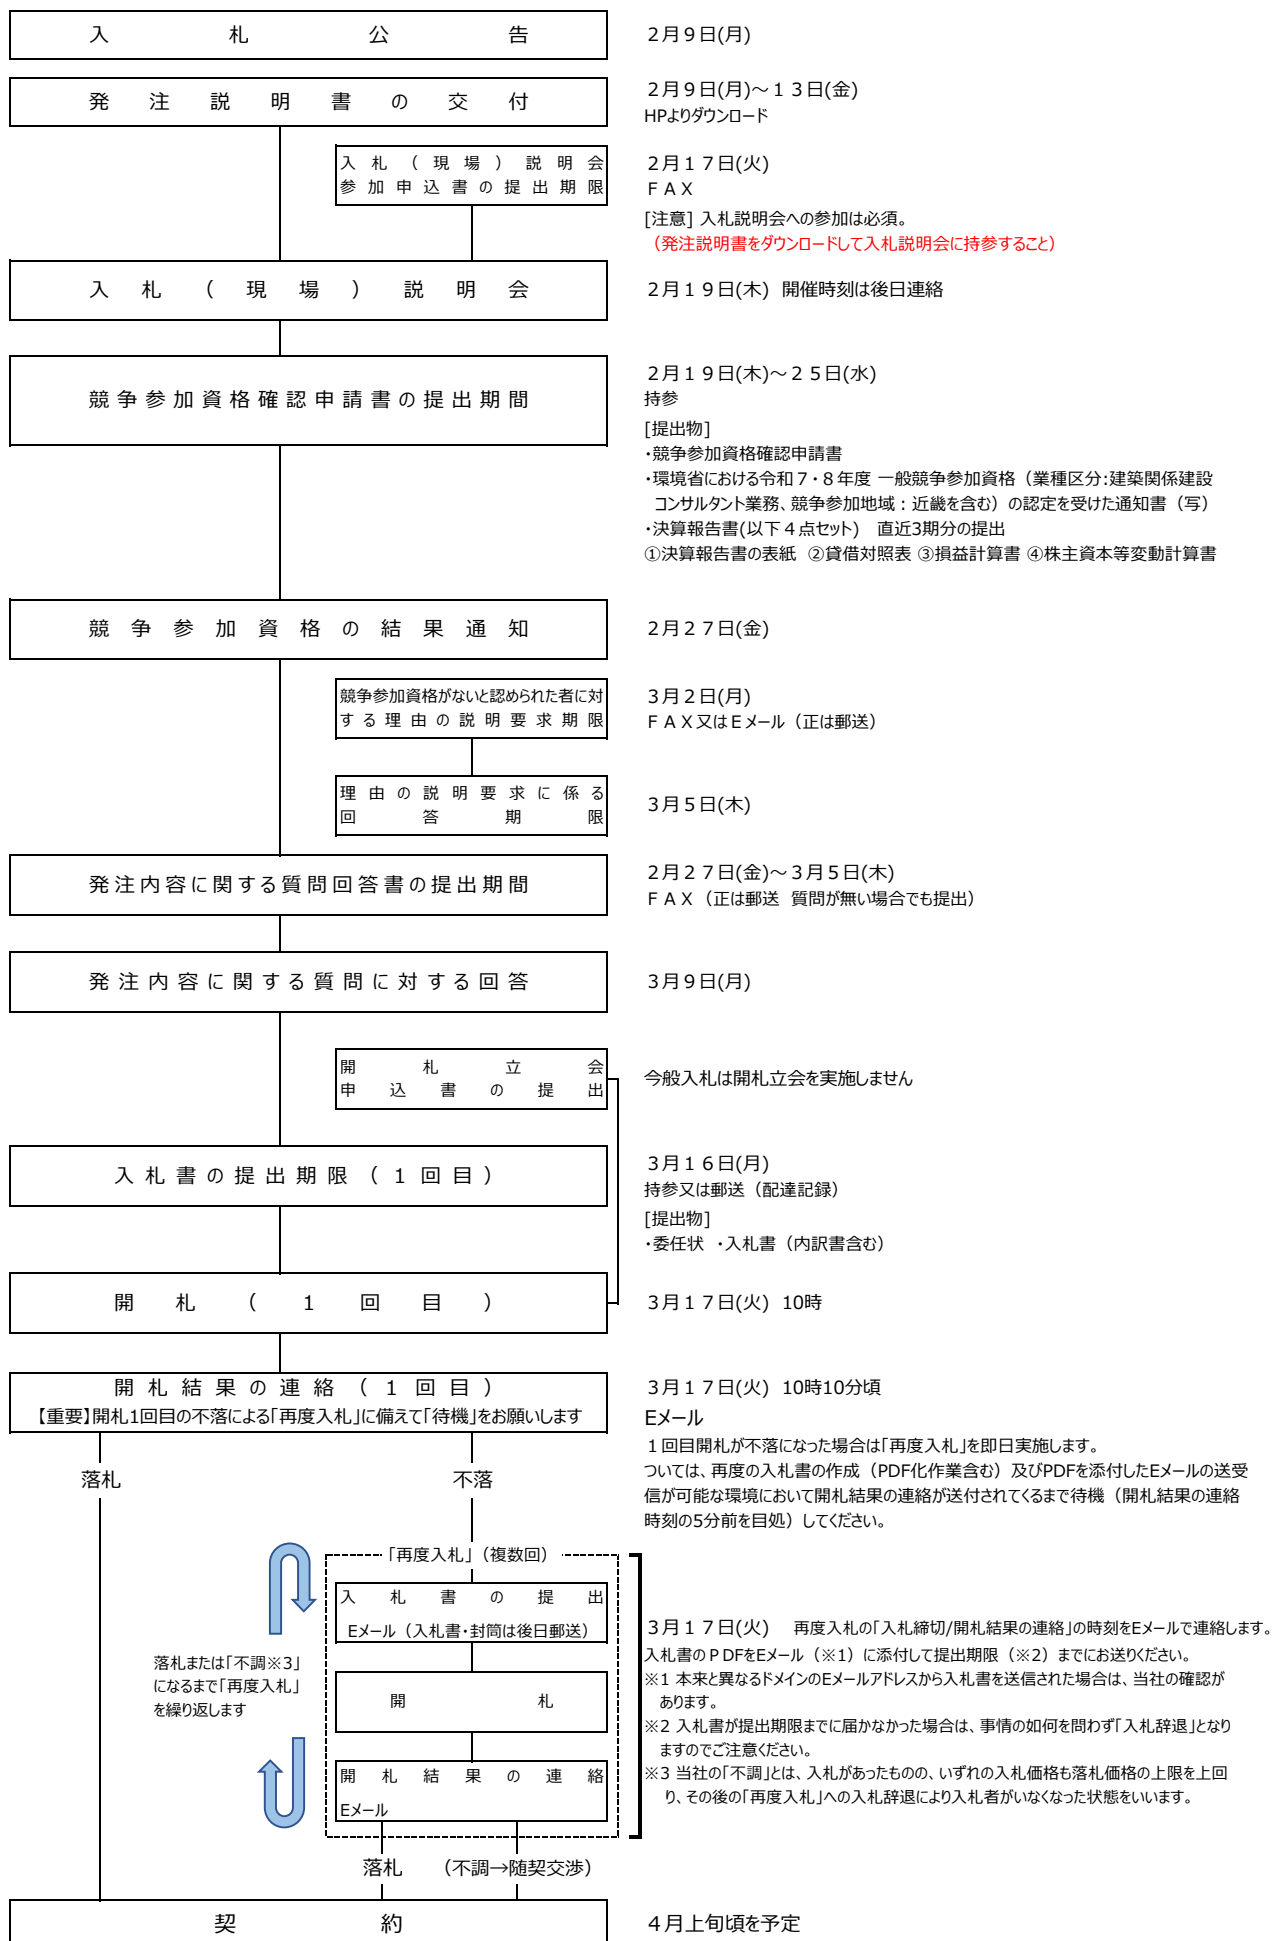 入札公告
2月9日(月)
発注説明書の交付
2月9日(月)～13日(金)
HPよりダウンロード
入札（現場）説明会
参加申込書の提出期限
2月17日(火)
ＦＡＸ
[注意] 入札説明会への参加は必須。
（発注説明書をダウンロードして入札説明会に持参すること）
入札（現場）説明会
2月19日(木) 開催時刻は後日連絡
競争参加資格確認申請書の提出期間
2月19日(木)～25日(水)
持参
[提出物]
・競争参加資格確認申請書
・環境省における令和７・８年度 一般競争参加資格（業種区分:建築関係建設
コンサルタント業務、競争参加地域：近畿を含む）の認定を受けた通知書（写）
・決算報告書(以下４点セット)　直近3期分の提出
①決算報告書の表紙 ②貸借対照表 ③損益計算書 ④株主資本等変動計算書
競争参加資格の結果通知
2月27日(金)
競争参加資格がないと認められた者に対
する理由の説明要求期限
3月2日(月)
ＦＡＸ又はＥメール（正は郵送）
理由の説明要求に係る
回答期限
3月5日(木)
発注内容に関する質問回答書の提出期間
2月27日(金)～3月5日(木)
ＦＡＸ（正は郵送 質問が無い場合でも提出）
発注内容に関する質問に対する回答
3月9日(月)
開札立会
申込書の提出
今般入札は開札立会を実施しません
入札書の提出期限（１回目）
3月16日(月)
持参又は郵送（配達記録）
[提出物]
・委任状 ・入札書（内訳書含む）
開札（１回目）
3月17日(火) 10時
開札結果の連絡（１回目）
【重要】開札1回目の不落による「再度入札」に備えて「待機」をお願いします
3月17日(火) 10時10分頃
Eメール
１回目開札が不落になった場合は「再度入札」を即日実施します。
ついては、再度の入札書の作成（PDF化作業含む）及びPDFを添付したEメールの送受
信が可能な環境において開札結果の連絡が送付されてくるまで待機（開札結果の連絡
時刻の5分前を目処）してください。
落札
不落
「再度入札」（複数回）
入札書の提出
Eメール（入札書・封筒は後日郵送）
落札または「不調※3」
になるまで「再度入札」
を繰り返します
開札
開札結果の連絡
Eメール
3月17日(火)　再度入札の「入札締切/開札結果の連絡」の時刻をEメールで連絡します。
入札書のＰDFをEメール（※1）に添付して提出期限（※2）までにお送りください。
※1 本来と異なるドメインのEメールアドレスから入札書を送信された場合は、当社の確認が
あります。
※2 入札書が提出期限までに届かなかった場合は、事情の如何を問わず「入札辞退」となり
ますのでご注意ください。
※3 当社の「不調」とは、入札があったものの、いずれの入札価格も落札価格の上限を上回
り、その後の「再度入札」への入札辞退により入札者がいなくなった状態をいいます。
落札
（不調→随契交渉）
契約
４月上旬頃を予定